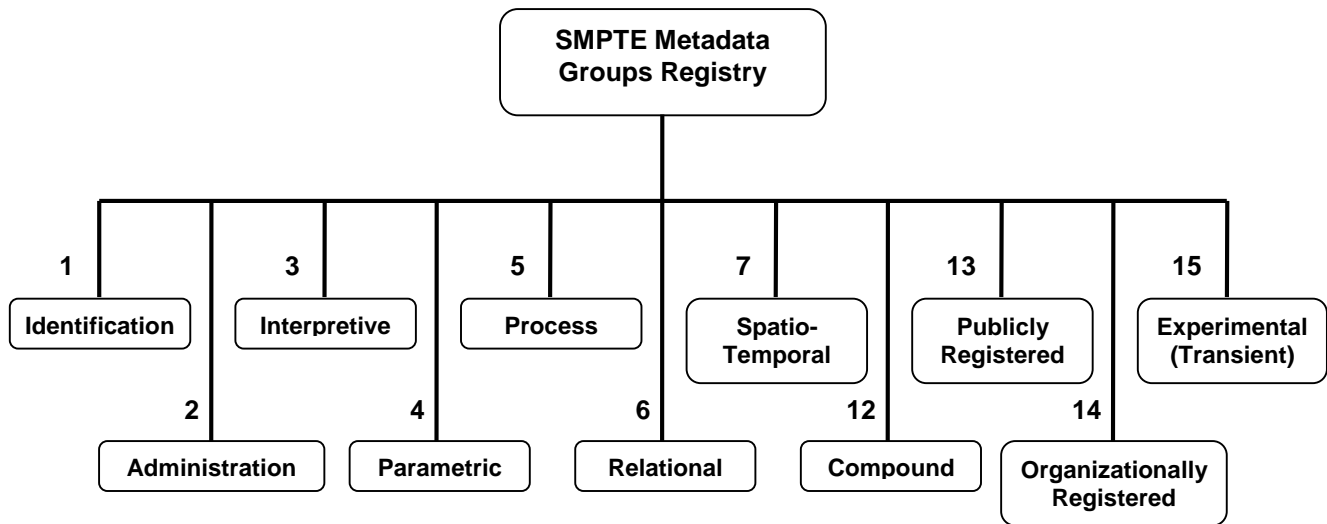 SMPTE Metadata
Groups Registry
1
3
5
7
13
15
Identification
Interpretive
Process
Spatio-
Temporal
Publicly
Registered
Experimental
(Transient)
2
4
6
12
14
Administration
Parametric
Relational
Compound
Organizationally
Registered